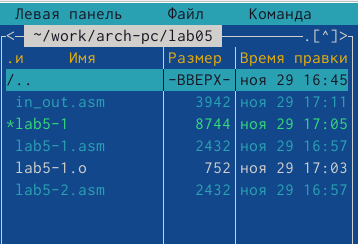 Левая панель Файл Команда
<─ ~/work/arch-pc/lab05 .[^]>
.и Имя Размер Время правки
/.. -ВВЕРХ- ноя 29 16:45
in_out.asm 3942 ноя 29 17:11
*lab5-1 8744 ноя 29 17:05
lab5-1.asm 2432 ноя 29 16:57
lab5-1.o 752 ноя 29 17:03
lab5-2.asm 2432 ноя 29 16:57